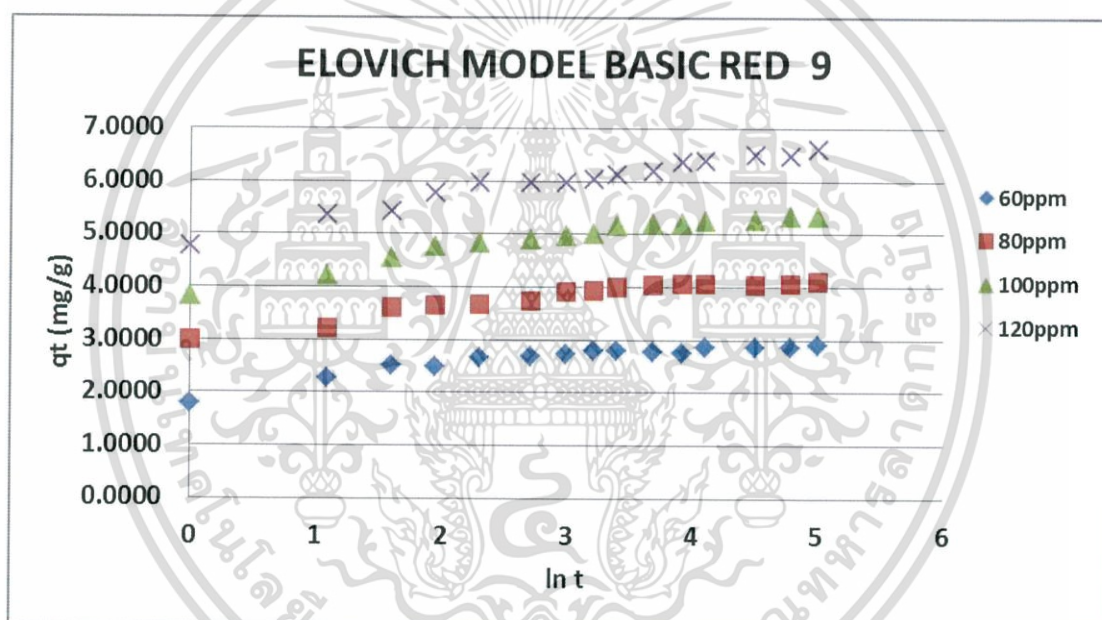 ELOVICH MODEL BASIC RED 9
7.0000
6.0000
5.0000
4.0000
3.0000
2.0000
1.0000
0.0000
qt (mg/g)
0 1 2 3 4 5 6
ln t
60ppm
80ppm
100ppm
120ppm